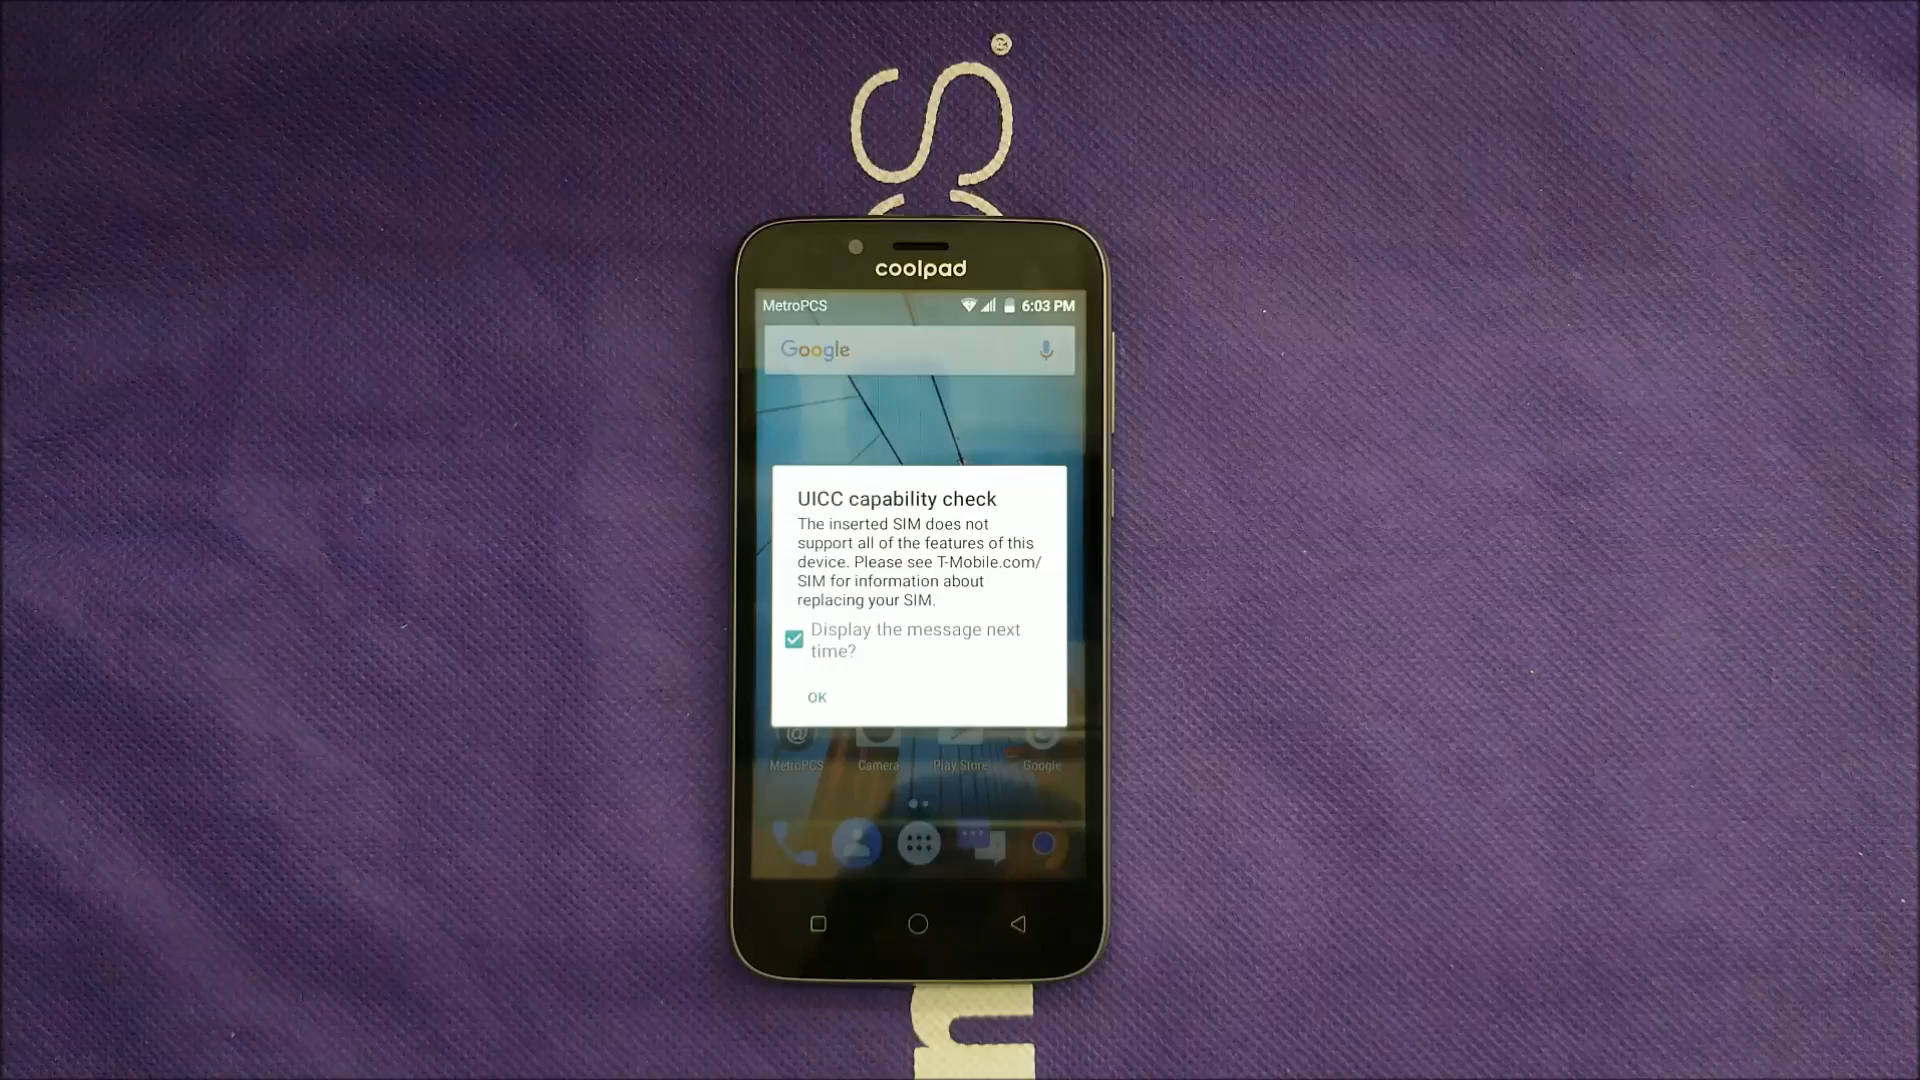 S®
coolpad
MetroPCS 6:03 PM
Google
UICC capability check
The inserted SIM does not
support all of the features of this
device. Please see T-Mobile.com/
SIM for information about
replacing your SIM.
Display the message next
time?
OK
@
MetroPCS Camera Play Store Google